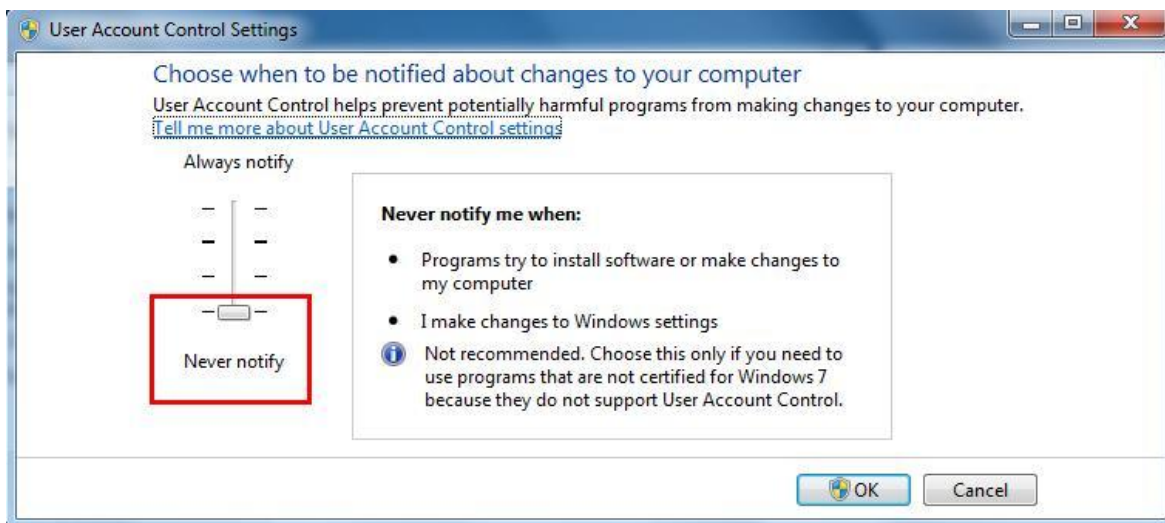 User Account Control Settings
Choose when to be notified about changes to your computer
User Account Control helps prevent potentially harmful programs from making changes to your computer.
Tell me more about User Account Control settings
Always notify
Never notify
Never notify me when:
• Programs try to install software or make changes to
my computer
• I make changes to Windows settings
Not recommended. Choose this only if you need to
use programs that are not certified for Windows 7
because they do not support User Account Control.
OK
Cancel